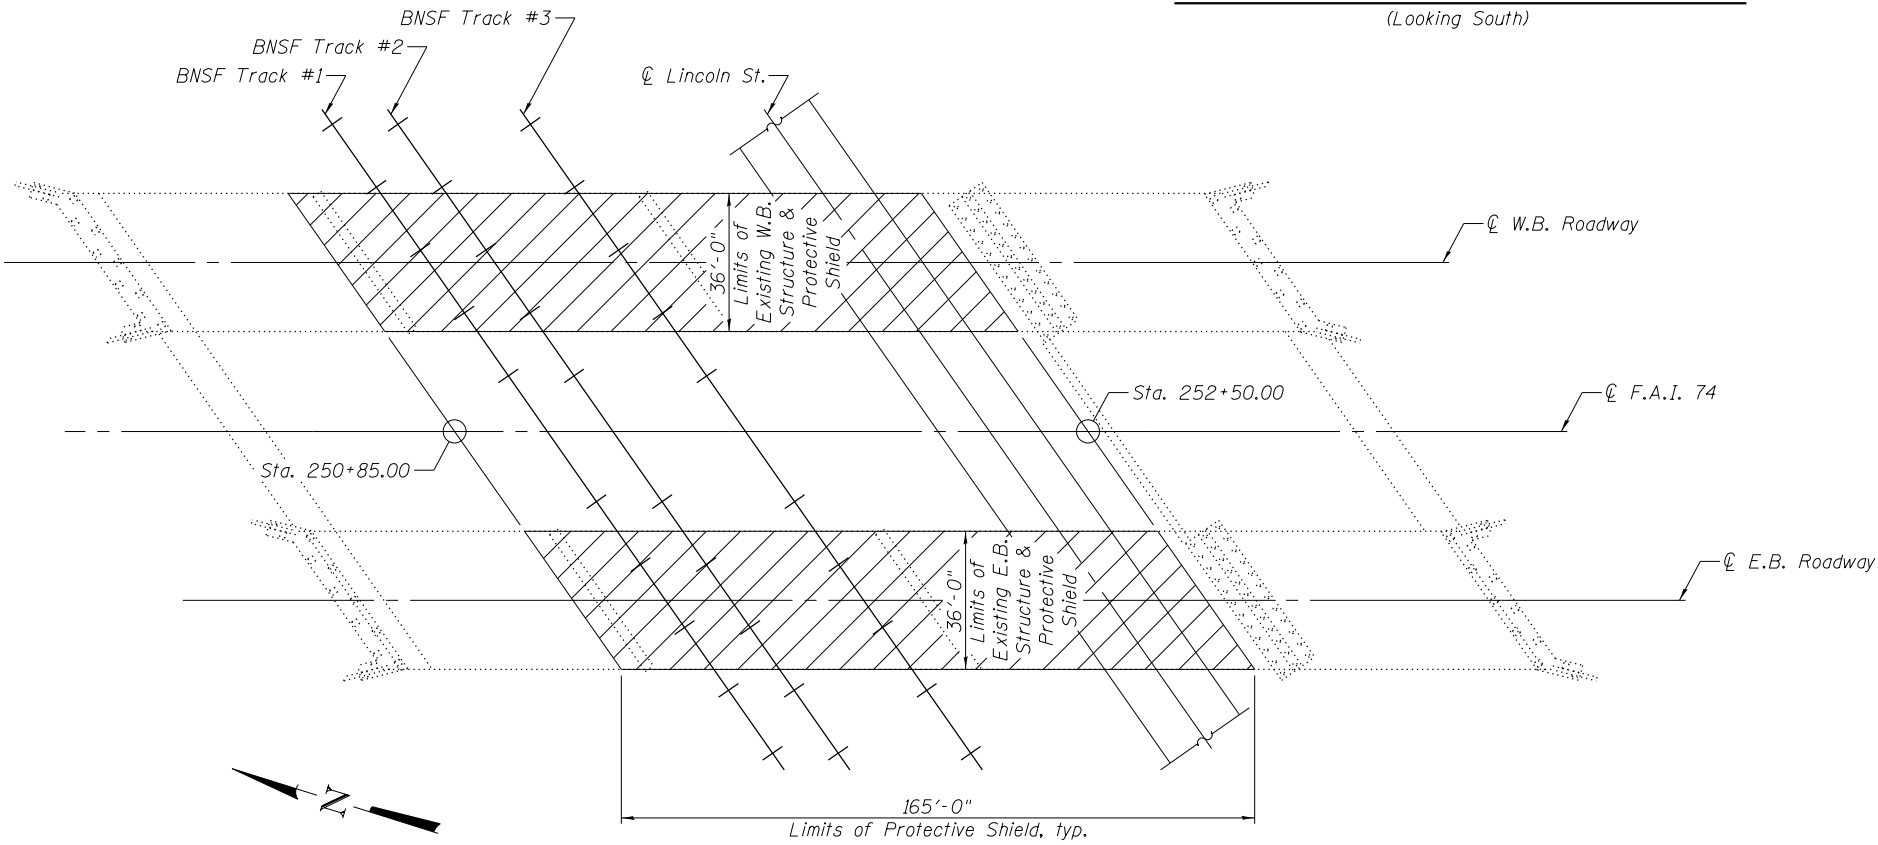 (Looking South)
BNSF Track #3
BNSF Track #2
BNSF Track #1
℄ Lincoln St.
℄ W.B. Roadway
36'-0"
Limits of
Existing W.B.
Structure &
Protective
Shield
Sta. 252+50.00
℄ F.A.I. 74
Sta. 250+85.00
36'-0"
Limits of
Existing E.B.
Structure &
Protective
Shield
℄ E.B. Roadway
N
165'-0"
Limits of Protective Shield, typ.